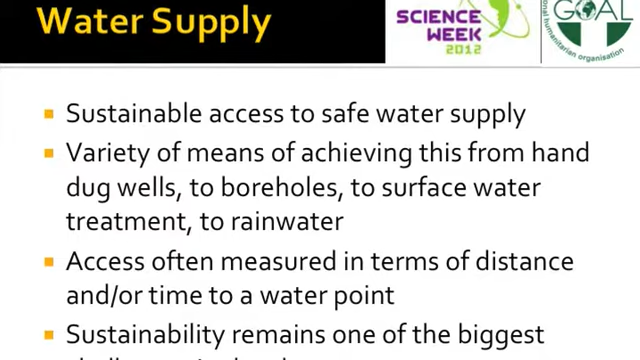 Water Supply
SCIENCE
WEEK
2012
GOAL
humanitarian organisation
Sustainable access to safe water supply
Variety of means of achieving this from hand
dug wells, to boreholes, to surface water
treatment, to rainwater
Access often measured in terms of distance
and/or time to a water point
Sustainability remains one of the biggest